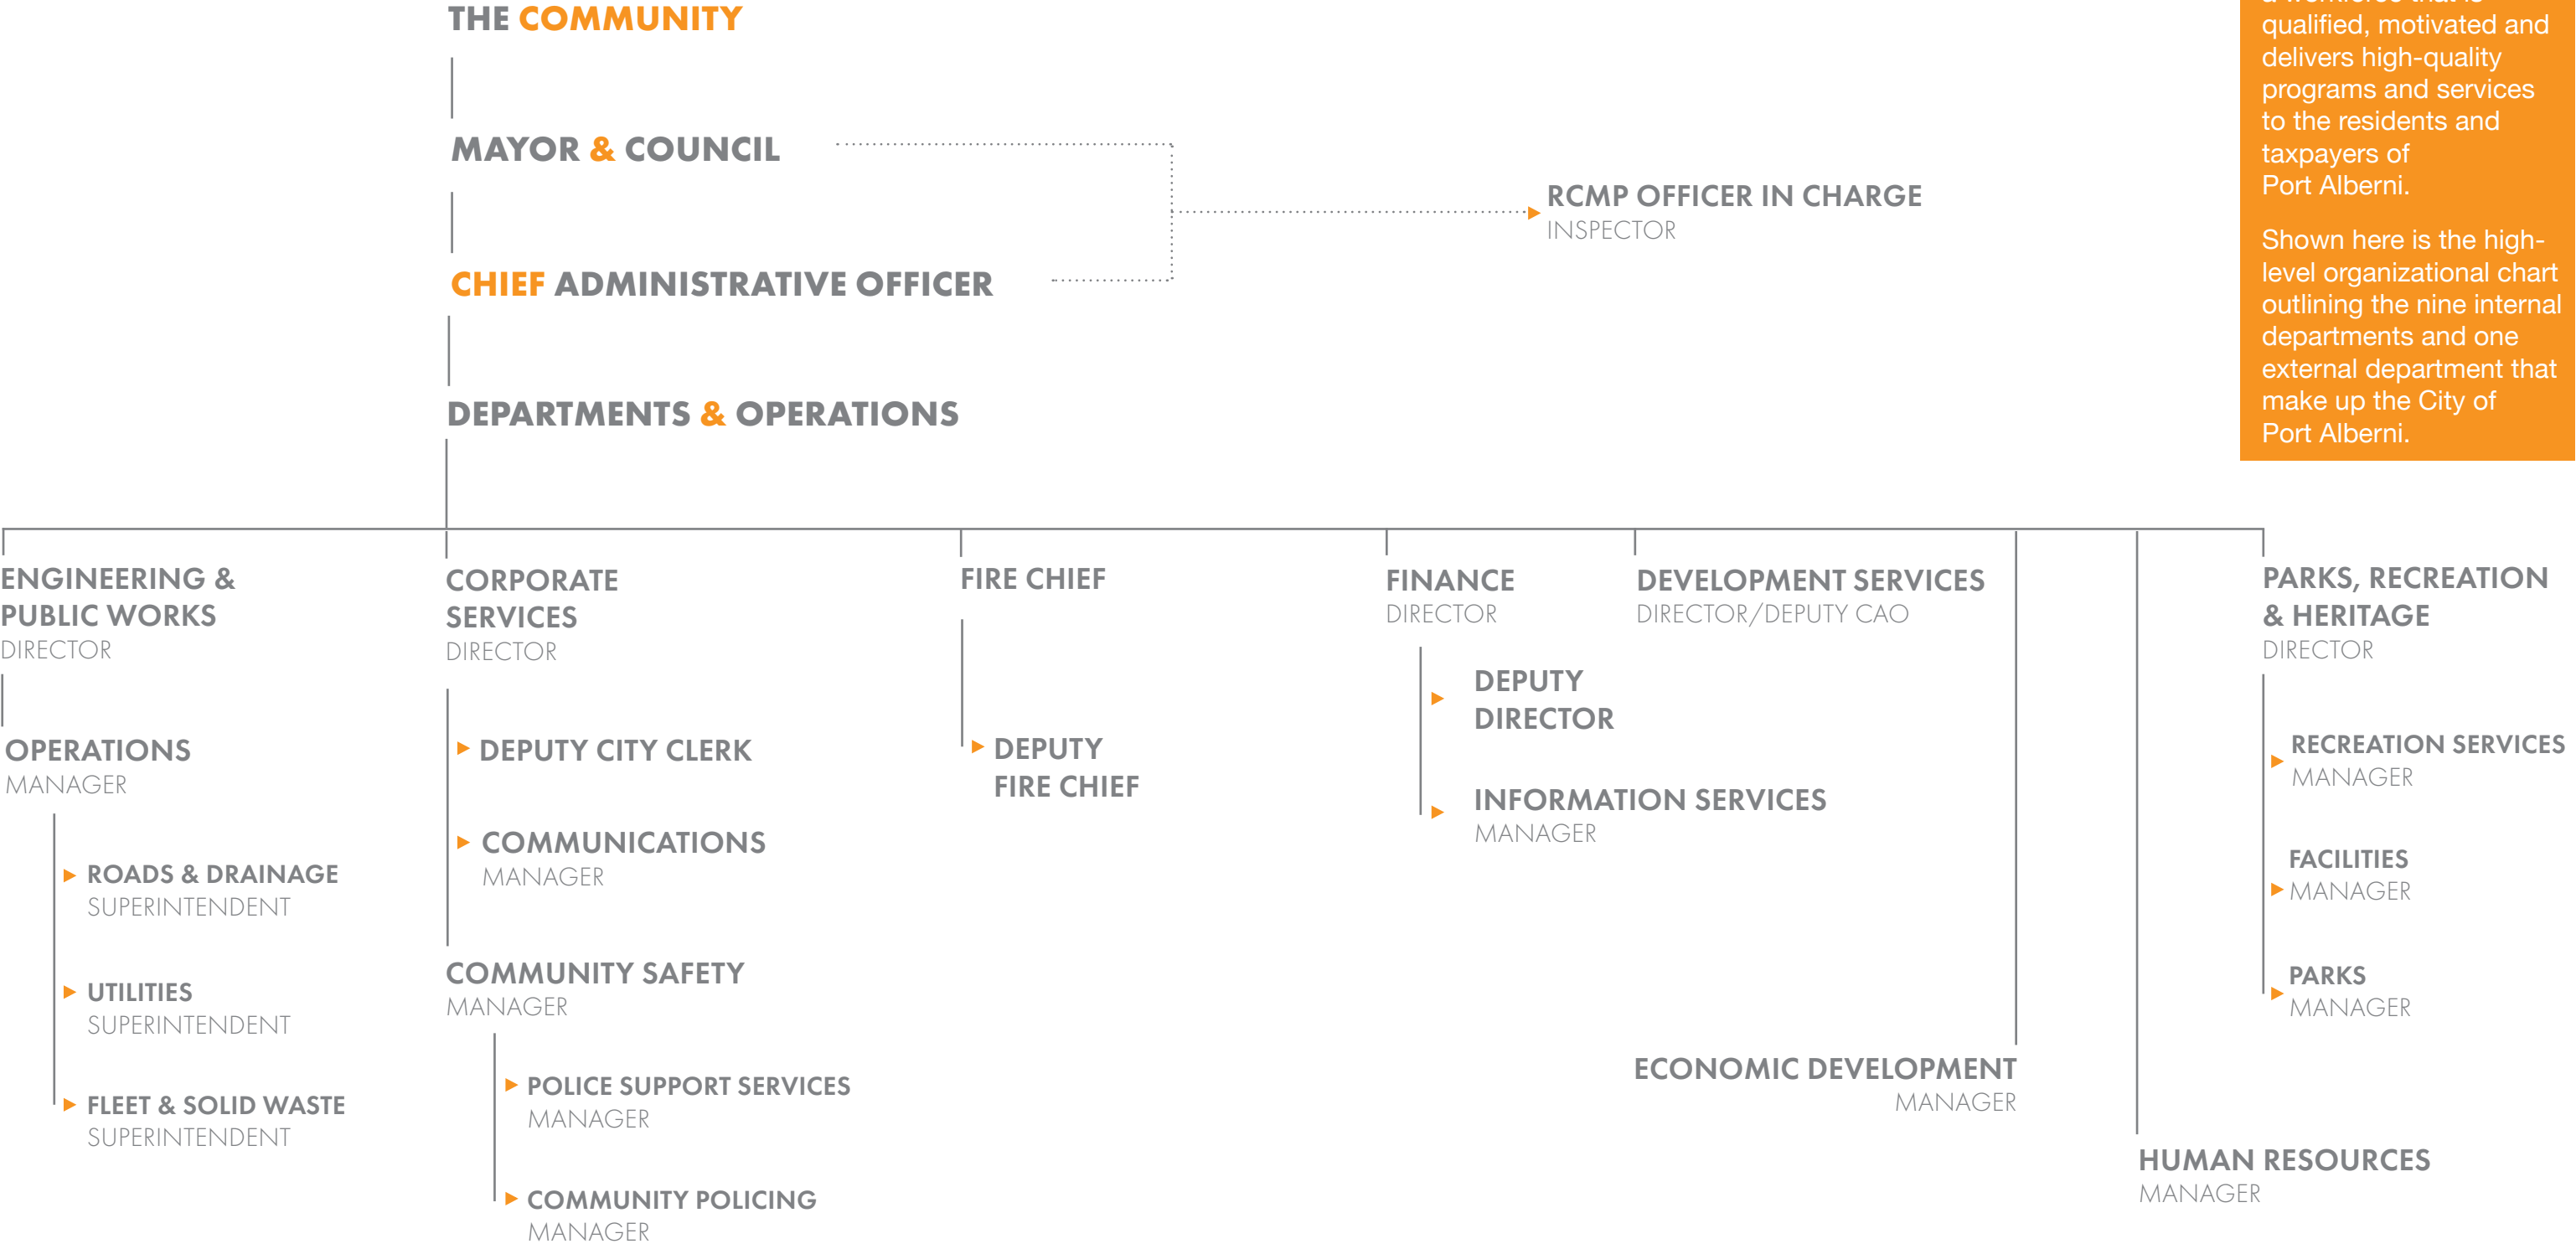 THE COMMUNITY
MAYOR & COUNCIL
RCMP OFFICER IN CHARGE
INSPECTOR
CHIEF ADMINISTRATIVE OFFICER
DEPARTMENTS & OPERATIONS
qualified, motivated and
delivers high-quality
programs and services
to the residents and
taxpayers of
Port Alberni.
Shown here is the high-
level organizational chart
outlining the nine internal
departments and one
external department that
make up the City of
Port Alberni.
ENGINEERING &
PUBLIC WORKS
DIRECTOR
OPERATIONS
MANAGER
ROADS & DRAINAGE
SUPERINTENDENT
UTILITIES
SUPERINTENDENT
FLEET & SOLID WASTE
SUPERINTENDENT
CORPORATE
SERVICES
DIRECTOR
DEPUTY CITY CLERK
COMMUNICATIONS
MANAGER
COMMUNITY SAFETY
MANAGER
POLICE SUPPORT SERVICES
MANAGER
COMMUNITY POLICING
MANAGER
FIRE CHIEF
DEPUTY
FIRE CHIEF
FINANCE
DIRECTOR
DEPUTY
DIRECTOR
INFORMATION SERVICES
MANAGER
DEVELOPMENT SERVICES
DIRECTOR/DEPUTY CAO
ECONOMIC DEVELOPMENT
MANAGER
HUMAN RESOURCES
MANAGER
PARKS, RECREATION
& HERITAGE
DIRECTOR
RECREATION SERVICES
MANAGER
FACILITIES
MANAGER
PARKS
MANAGER